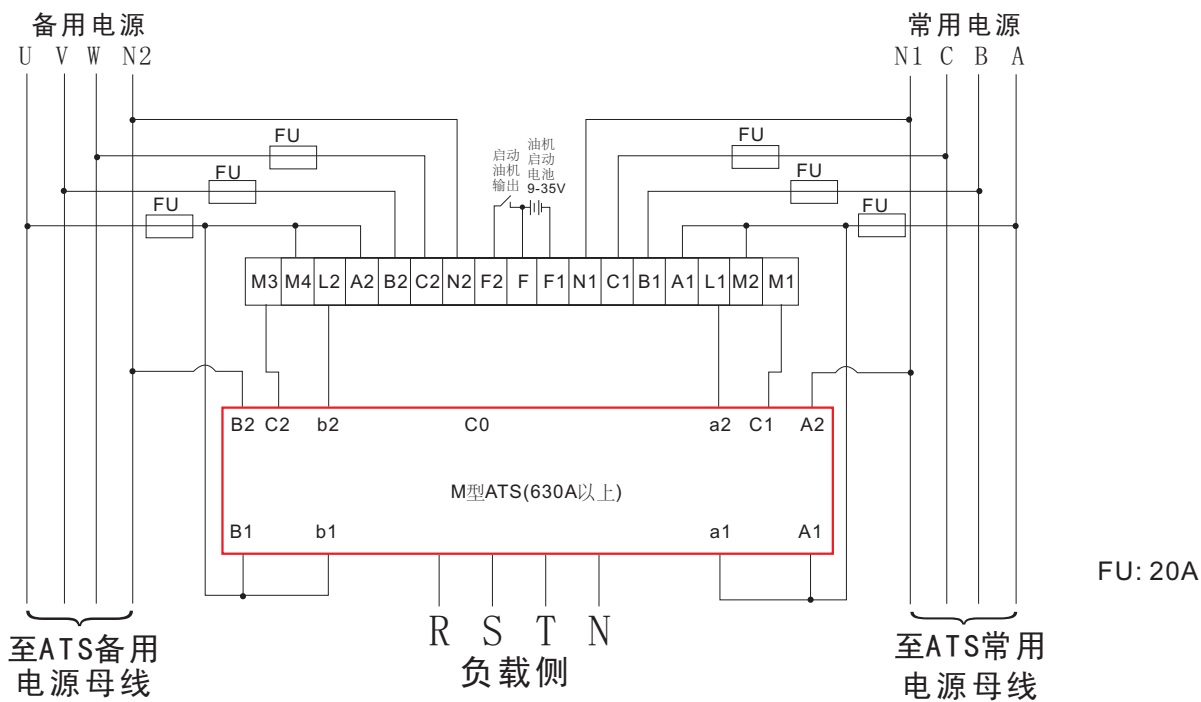 备用电源
常用电源
U V W N2
N1 C B A
FU
FU
FU
启动
油机
输出
油机
启动
电池
9-35V
FU
FU
FU
M3 M4 L2 A2 B2 C2 N2 F2 F F1 N1 C1 B1 A1 L1 M2 M1
B2 C2 b2 C0 a2 C1 A2
M型ATS(630A以上)
B1 b1 a1 A1
FU: 20A
R S T N
负载侧
至ATS备用
电源母线
至ATS常用
电源母线